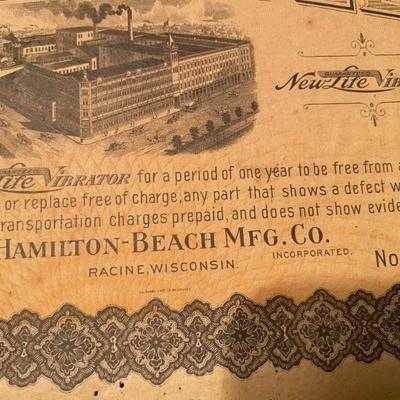 GUARANTEED
New-Life VIB
Life VIBRATOR for a period of one year to be free from a
or replace free of charge, any part that shows a defect w
transportation charges prepaid, and does not show evide
HAMILTON-BEACH MFG. CO.
INCORPORATED.
RACINE, WISCONSIN.
No